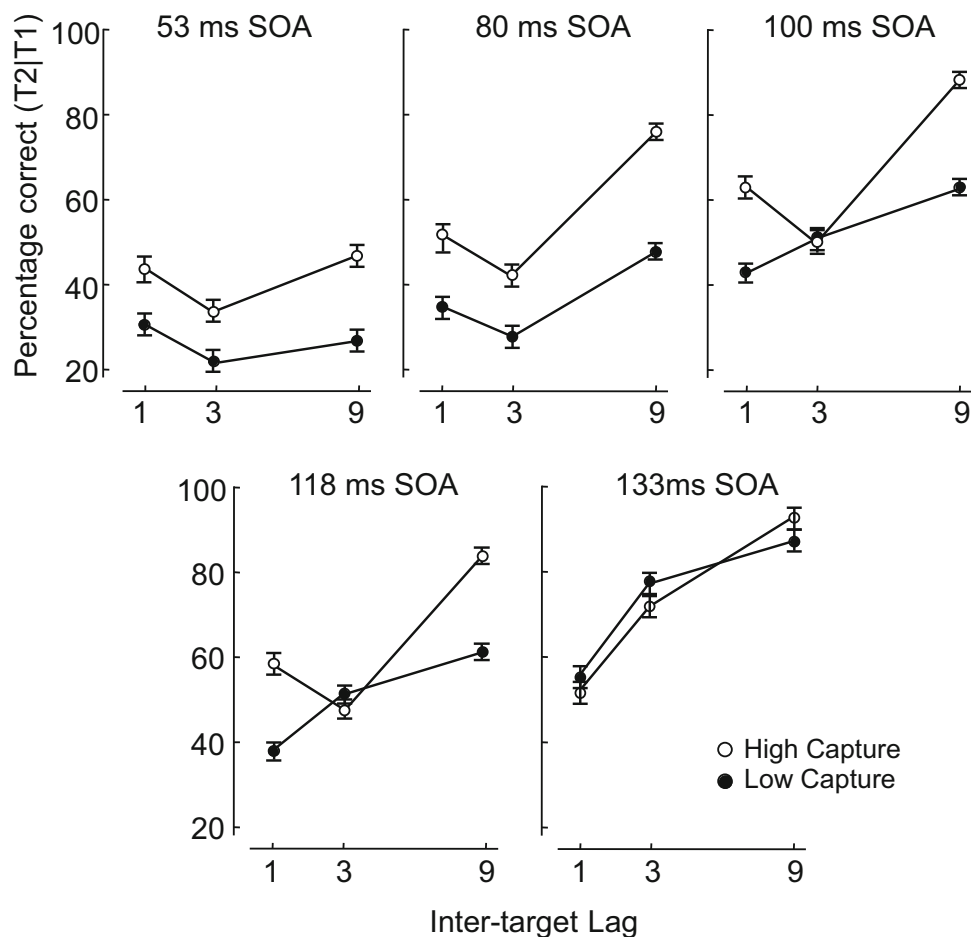 53 ms SOA
80 ms SOA
100 ms SOA
Percentage correct (T2|T1)
100
80
60
40
20
1 3 9
1 3 9
1 3 9
118 ms SOA
133ms SOA
100
80
60
40
20
High Capture
Low Capture
1 3 9
1 3 9
Inter-target Lag